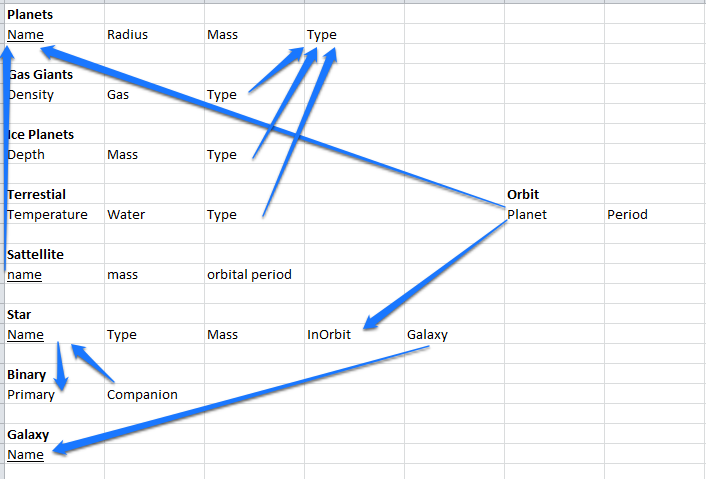 Planets
Name Radius Mass Type
Gas Giants
Density Gas Type
Ice Planets
Depth Mass Type
Terrestial Orbit
Temperature Water Type Planet Period
Sattellite
name mass orbital period
Star
Name Type Mass InOrbit Galaxy
Binary
Primary Companion
Galaxy
Name